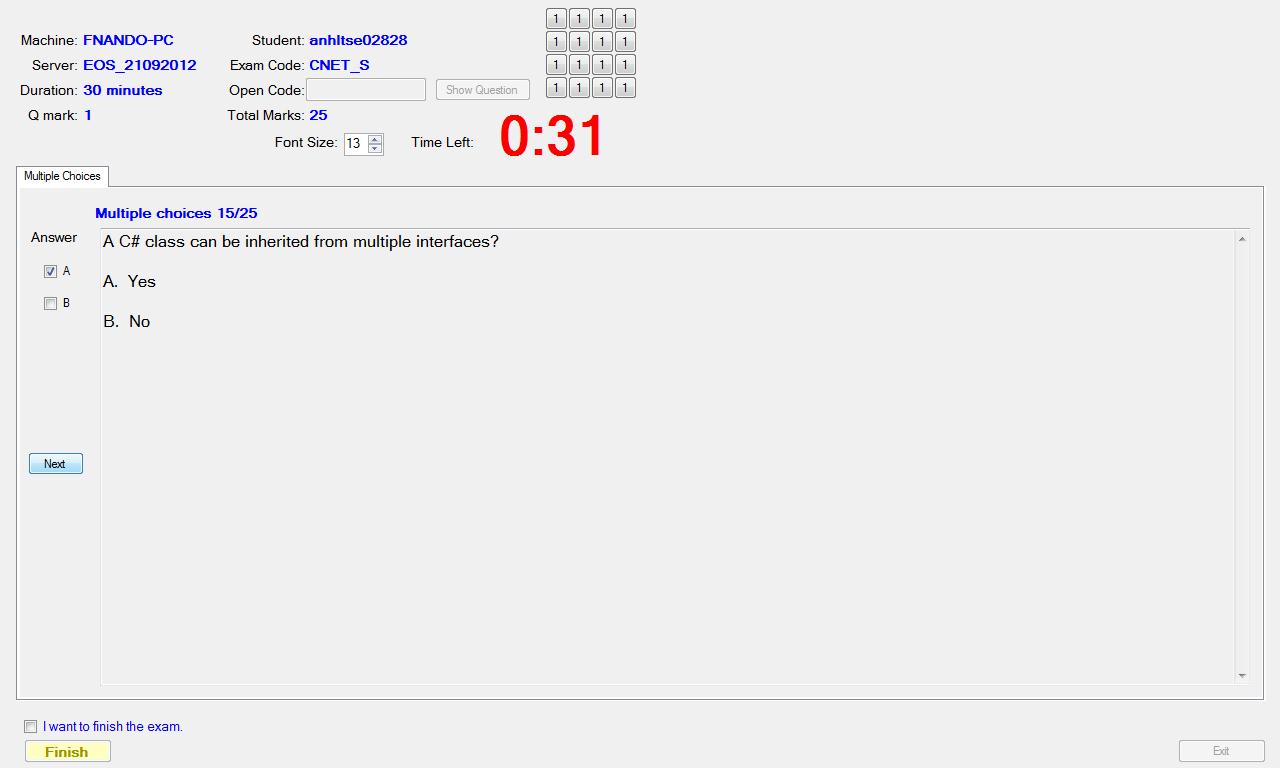 Machine: FNANDO-PC Student: anhltse02828
Server: EOS_21092012 Exam Code: CNET_S
Duration: 30 minutes Open Code: Show Question
Q mark: 1 Total Marks: 25
1 1 1 1
1 1 1 1
1 1 1 1
1 1 1 1
Font Size: 13 Time Left: 0:31
Multiple Choices
Multiple choices 15/25
Answer
A
B
A C# class can be inherited from multiple interfaces?
A. Yes
B. No
Next
I want to finish the exam.
Finish
Exit